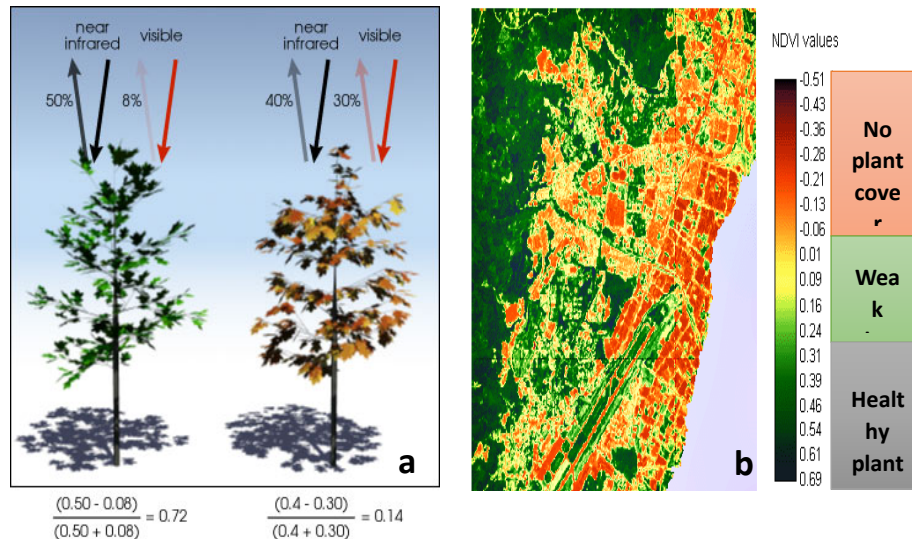 near
infrared
visible
near
infrared
visible
50%
8%
40%
30%
a
(0.50 - 0.08)
(0.50 + 0.08)
= 0.72
(0.4 - 0.30)
(0.4 + 0.30)
= 0.14
b
NDVI values
-0.51
-0.43
-0.36
-0.28
-0.21
-0.13
-0.06
0.01
0.09
0.16
0.24
0.31
0.39
0.46
0.54
0.61
0.69
No
plant
cove
r
Wea
k
Healt
hy plant